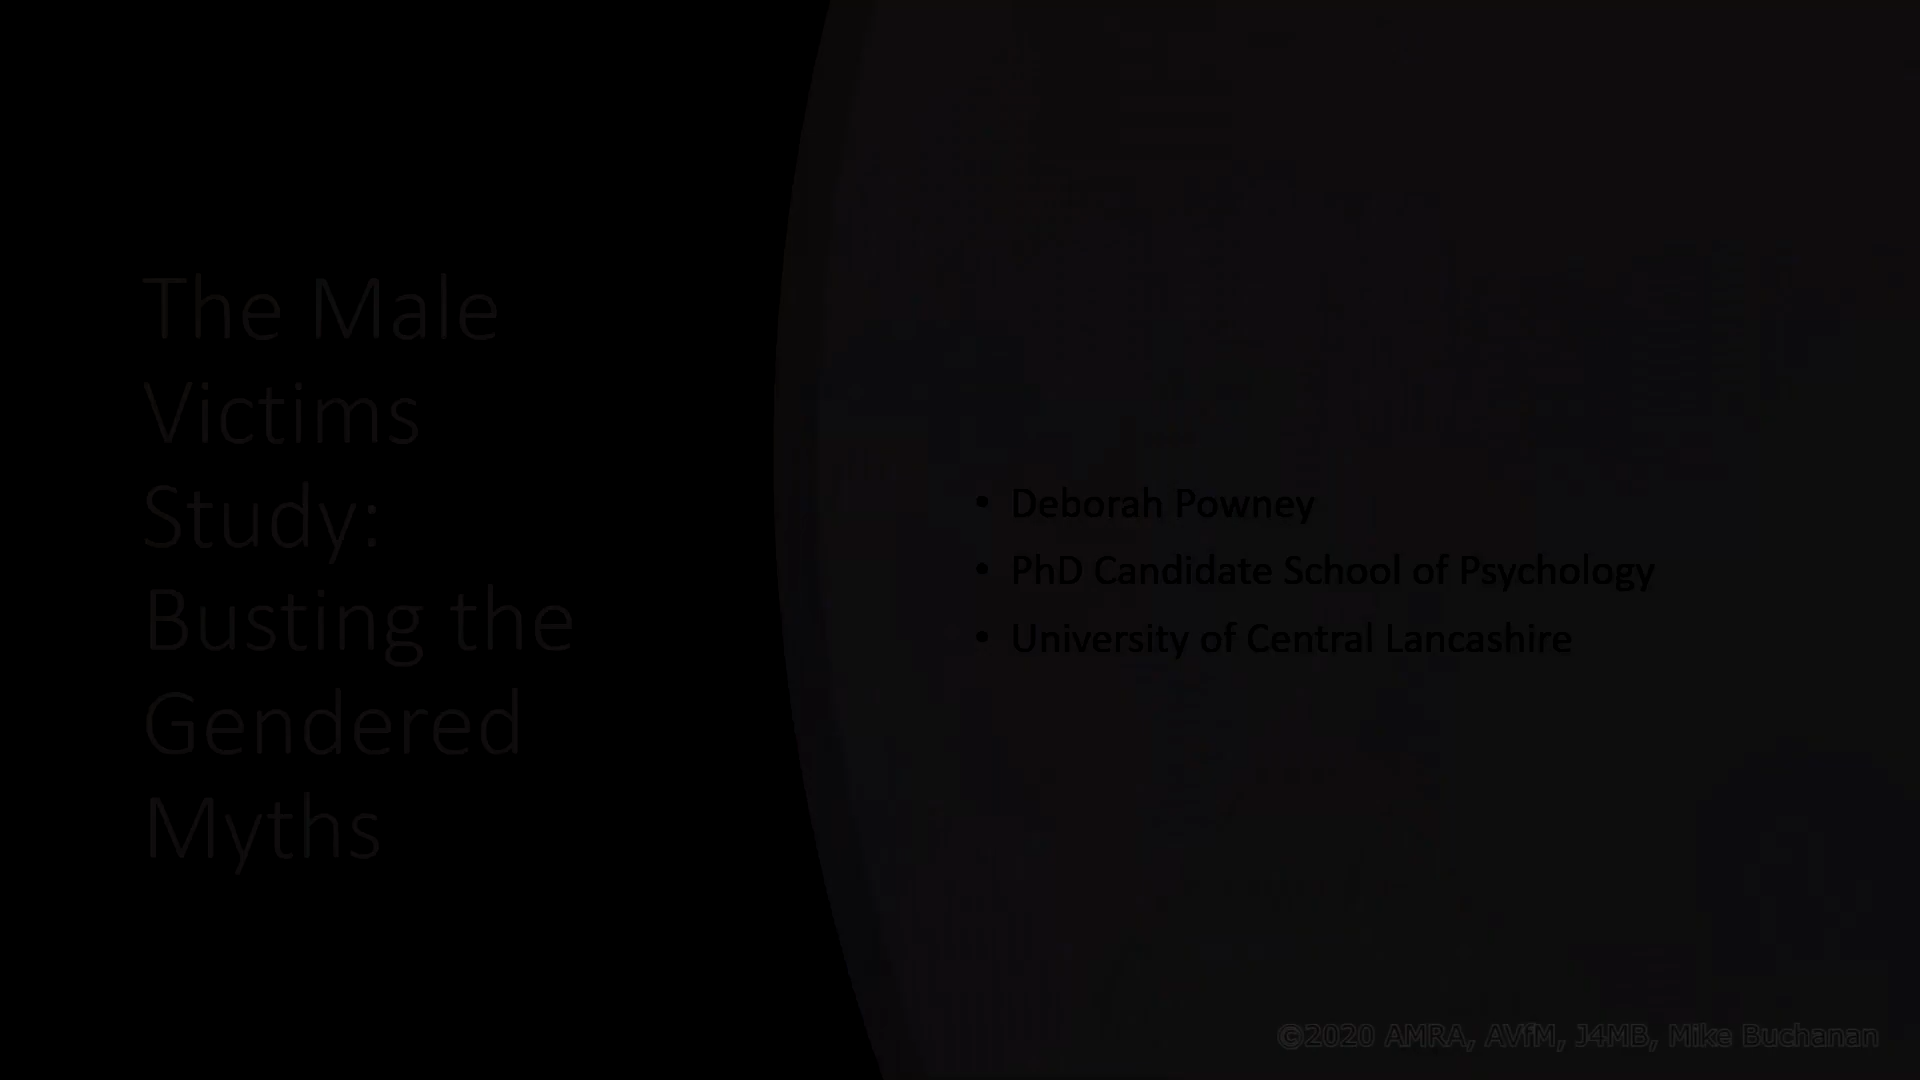 The Male
Victims
Study:
Busting the
Gendered
Myths
• Deborah Powney
• PhD Candidate School of Psychology
• University of Central Lancashire
©2020 AMRA, AVfM, J4MB, Mike Buchanan